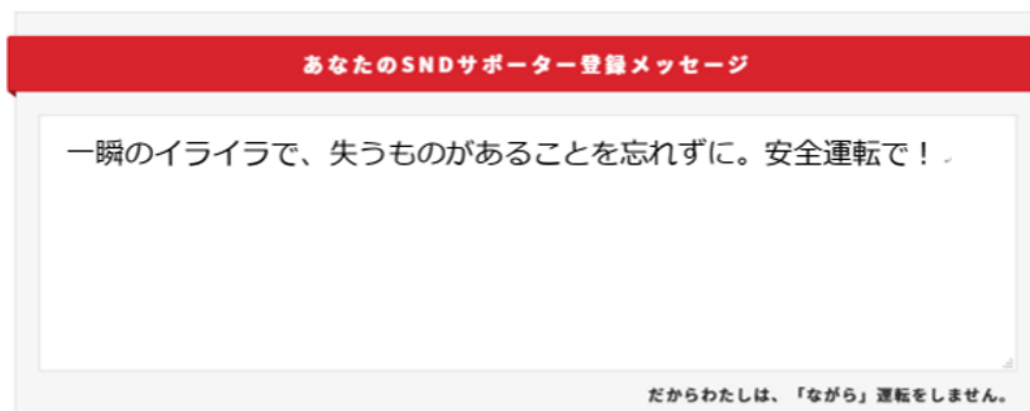 あなたのSNDサポーター登録メッセージ
一瞬のイライラで、失うものがあることを忘れずに。安全運転で！
だからわたしは、「ながら」運転をしません。